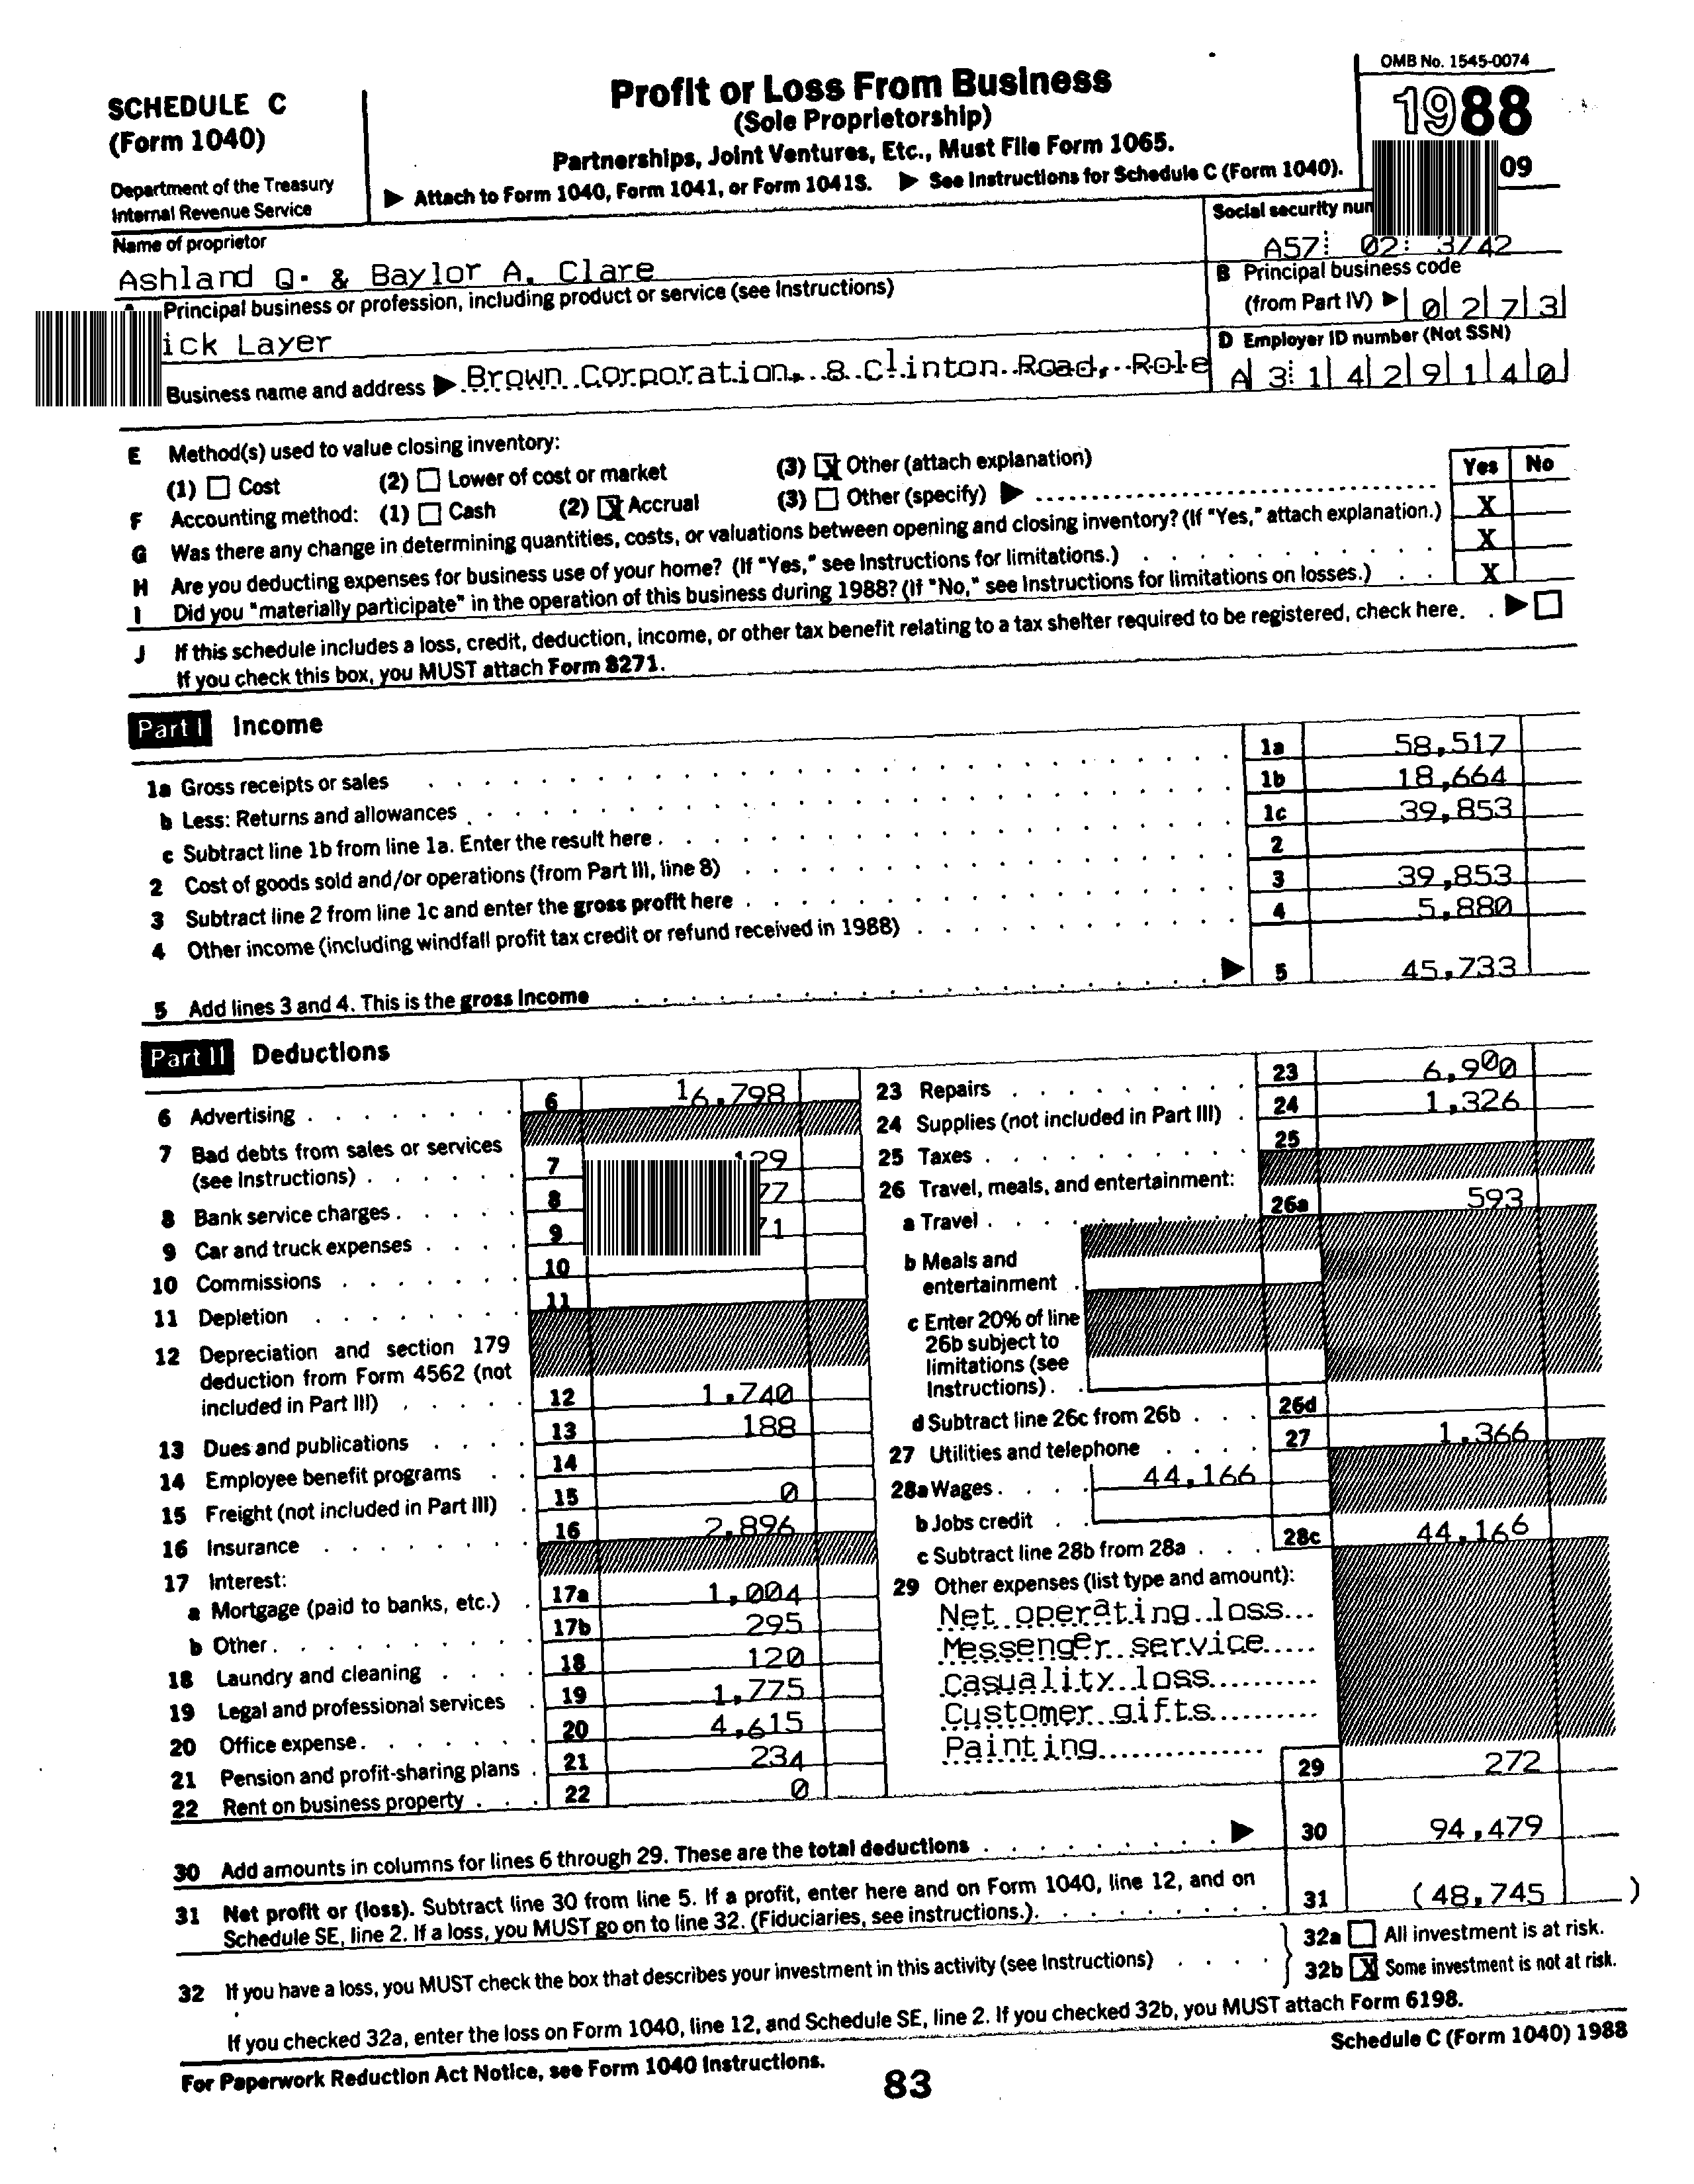 SCHEDULE C
(Form 1040)
Department of the Treasury
Internal Revenue Service
Profit or Loss From Business
(Sole Proprietorship)
Partnerships, Joint Ventures, Etc., Must File Form 1065.
▶ Attach to Form 1040, Form 1041, or Form 1041S. ▶ See Instructions for Schedule C (Form 1040).
OMB No. 1545-0074
1988
09
Name of proprietor
Ashland Q. & Baylor A. Clare
Social security
A57 02 3742
A Principal business or profession, including product or service (see Instructions)
ick Layer
B Principal business code
(from Part IV) ▶ 0 2 7 3
Business name and address ▶ Brown Corporation, 8 Clinton Road, Role
D Employer ID number (Not SSN)
A 3 1 4 2 9 1 4 0
E Method(s) used to value closing inventory:
(1) Cost (2) Lower of cost or market (3) X Other (attach explanation)
Yes No
F Accounting method: (1) Cash (2) X Accrual (3) Other (specify) ▶
G Was there any change in determining quantities, costs, or valuations between opening and closing inventory? (If "Yes," attach explanation.) X
H Are you deducting expenses for business use of your home? (If "Yes," see Instructions for limitations.) X
I Did you "materially participate" in the operation of this business during 1988? (If "No," see Instructions for limitations on losses.) X
J If this schedule includes a loss, credit, deduction, income, or other tax benefit relating to a tax shelter required to be registered, check here. ▶
If you check this box, you MUST attach Form 8271.
Part I Income
1a Gross receipts or sales 1a 58,517
b Less: Returns and allowances 1b 18,664
c Subtract line 1b from line 1a. Enter the result here 1c 39,853
2 Cost of goods sold and/or operations (from Part III, line 8) 2
3 Subtract line 2 from line 1c and enter the gross profit here 3 39,853
4 Other income (including windfall profit tax credit or refund received in 1988) 4 5,880
5 Add lines 3 and 4. This is the gross income ▶ 5 45,733
Part II Deductions
6 Advertising 6 16,798
7 Bad debts from sales or services
(see Instructions) 7
8 Bank service charges 8
9 Car and truck expenses 9
10 Commissions 10
11 Depletion 11
12 Depreciation and section 179
deduction from Form 4562 (not
included in Part III) 12 1,740
13 Dues and publications 13 188
14 Employee benefit programs 14
15 Freight (not included in Part III) 15 0
16 Insurance 16 2,896
17 Interest:
a Mortgage (paid to banks, etc.) 17a 1,004
b Other 17b 295
18 Laundry and cleaning 18 120
19 Legal and professional services 19 1,775
20 Office expense 20 4,615
21 Pension and profit-sharing plans 21 234
22 Rent on business property 22 0
23 Repairs 23 6,900
24 Supplies (not included in Part III) 24 1,326
25 Taxes 25
26 Travel, meals, and entertainment:
a Travel 26a 593
b Meals and
entertainment
c Enter 20% of line
26b subject to
limitations (see
Instructions)
d Subtract line 26c from 26b 26d
27 Utilities and telephone 27 1,366
28a Wages 44,166
b Jobs credit
c Subtract line 28b from 28a 28c 44,166
29 Other expenses (list type and amount):
Net operating loss
Messenger service
Casuality loss
Customer gifts
Painting
29 272
30 Add amounts in columns for lines 6 through 29. These are the total deductions ▶ 30 94,479
31 Net profit or (loss). Subtract line 30 from line 5. If a profit, enter here and on Form 1040, line 12, and on
Schedule SE, line 2. If a loss, you MUST go on to line 32. (Fiduciaries, see instructions.) 31 (48,745)
32 If you have a loss, you MUST check the box that describes your investment in this activity (see Instructions)
32a All investment is at risk.
32b X Some investment is not at risk.
If you checked 32a, enter the loss on Form 1040, line 12, and Schedule SE, line 2. If you checked 32b, you MUST attach Form 6198.
For Paperwork Reduction Act Notice, see Form 1040 Instructions.
Schedule C (Form 1040) 1988
83